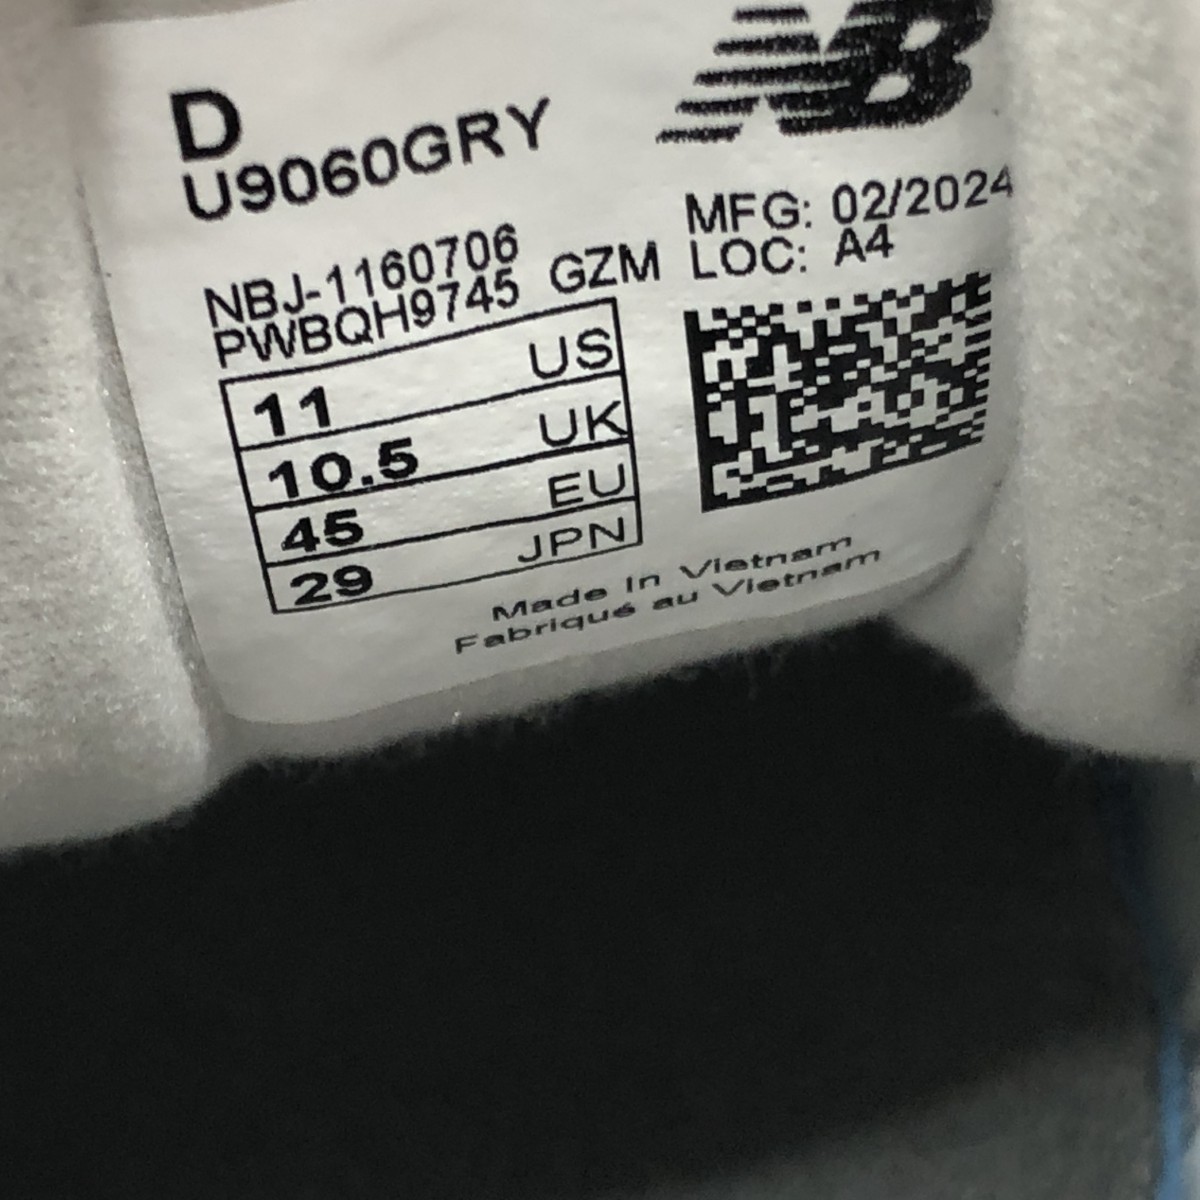 NB
D
U9060GRY
MFG: 02/2024
LOC: A4
NBJ-1160706
PWBQH9745 GZM
11 US
10.5 UK
45 EU
29 JPN
Made in Vietnam
Fabriqué au Vietnam